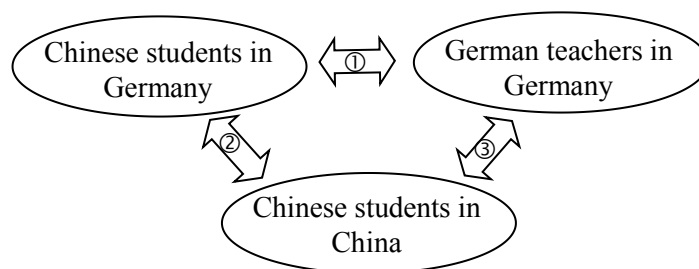 Chinese students in
Germany
①
German teachers in
Germany
②
③
Chinese students in
China